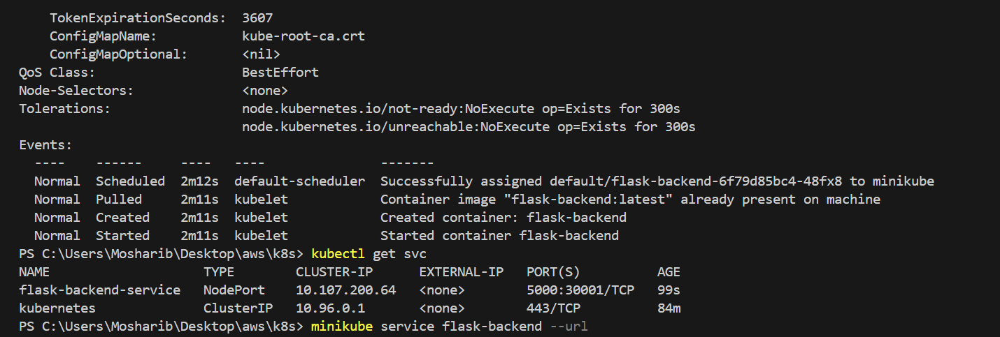 TokenExpirationSeconds:  3607
ConfigMapName:           kube-root-ca.crt
ConfigMapOptional:       <nil>
QoS Class:                   BestEffort
Node-Selectors:              <none>
Tolerations:                 node.kubernetes.io/not-ready:NoExecute op=Exists for 300s
                             node.kubernetes.io/unreachable:NoExecute op=Exists for 300s
Events:
  ----    ------     ----   ----               -------
  Normal  Scheduled  2m12s  default-scheduler  Successfully assigned default/flask-backend-6f79d85bc4-48fx8 to minikube
  Normal  Pulled     2m11s  kubelet            Container image "flask-backend:latest" already present on machine
  Normal  Created    2m11s  kubelet            Created container: flask-backend
  Normal  Started    2m11s  kubelet            Started container flask-backend
PS C:\Users\Mosharib\Desktop\aws\k8s> kubectl get svc
NAME                    TYPE        CLUSTER-IP      EXTERNAL-IP   PORT(S)          AGE
flask-backend-service   NodePort    10.107.200.64   <none>        5000:30001/TCP   99s
kubernetes              ClusterIP   10.96.0.1       <none>        443/TCP          84m
PS C:\Users\Mosharib\Desktop\aws\k8s> minikube service flask-backend --url